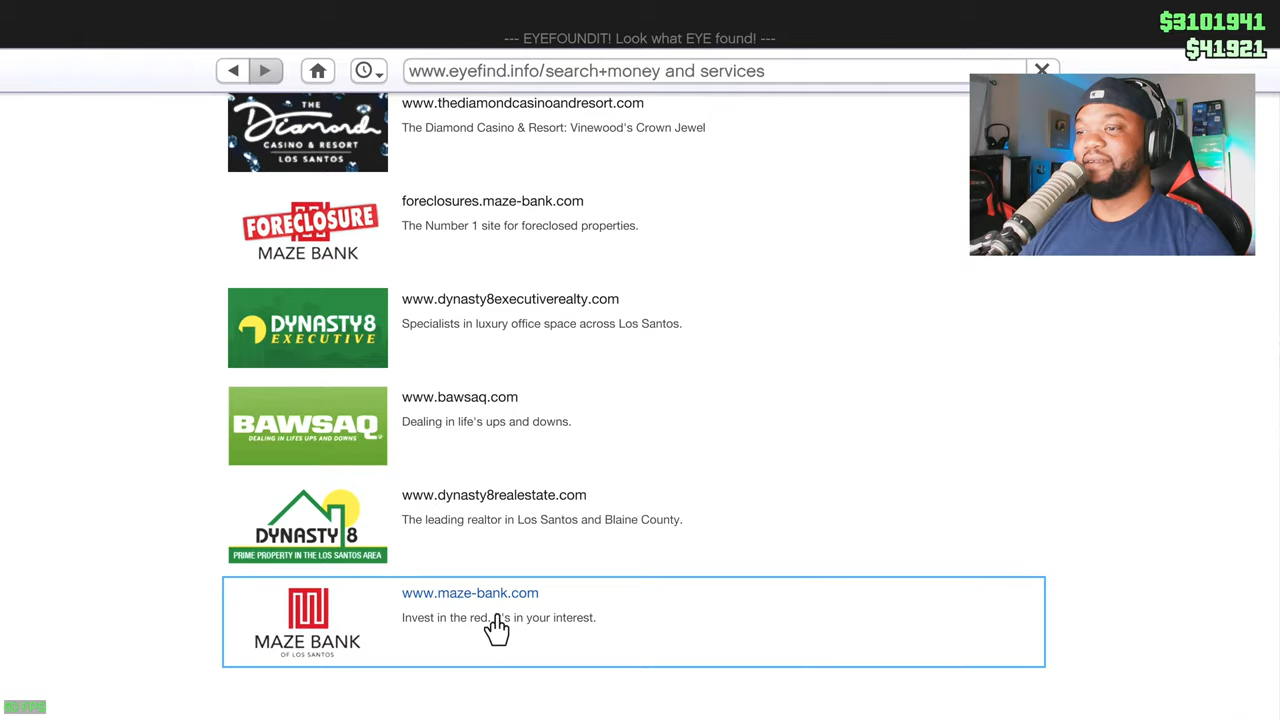 --- EYEFOUNDIT! Look what EYE found! ---
$3101941
$41921
www.eyefind.info/search+money and services
THE
Diamond
CASINO & RESORT
LOS SANTOS
www.thediamondcasinoandresort.com
The Diamond Casino & Resort: Vinewood's Crown Jewel
FORECLOSURE
MAZE BANK
foreclosures.maze-bank.com
The Number 1 site for foreclosed properties.
DYNASTY8
EXECUTIVE
www.dynasty8executiverealty.com
Specialists in luxury office space across Los Santos.
BAWSAQ
DEALING IN LIFES UPS AND DOWNS
www.bawsaq.com
Dealing in life's ups and downs.
DYNASTY 8
PRIME PROPERTY IN THE LOS SANTOS AREA
www.dynasty8realestate.com
The leading realtor in Los Santos and Blaine County.
MAZE BANK
OF LOS SANTOS
www.maze-bank.com
Invest in the red. in your interest.